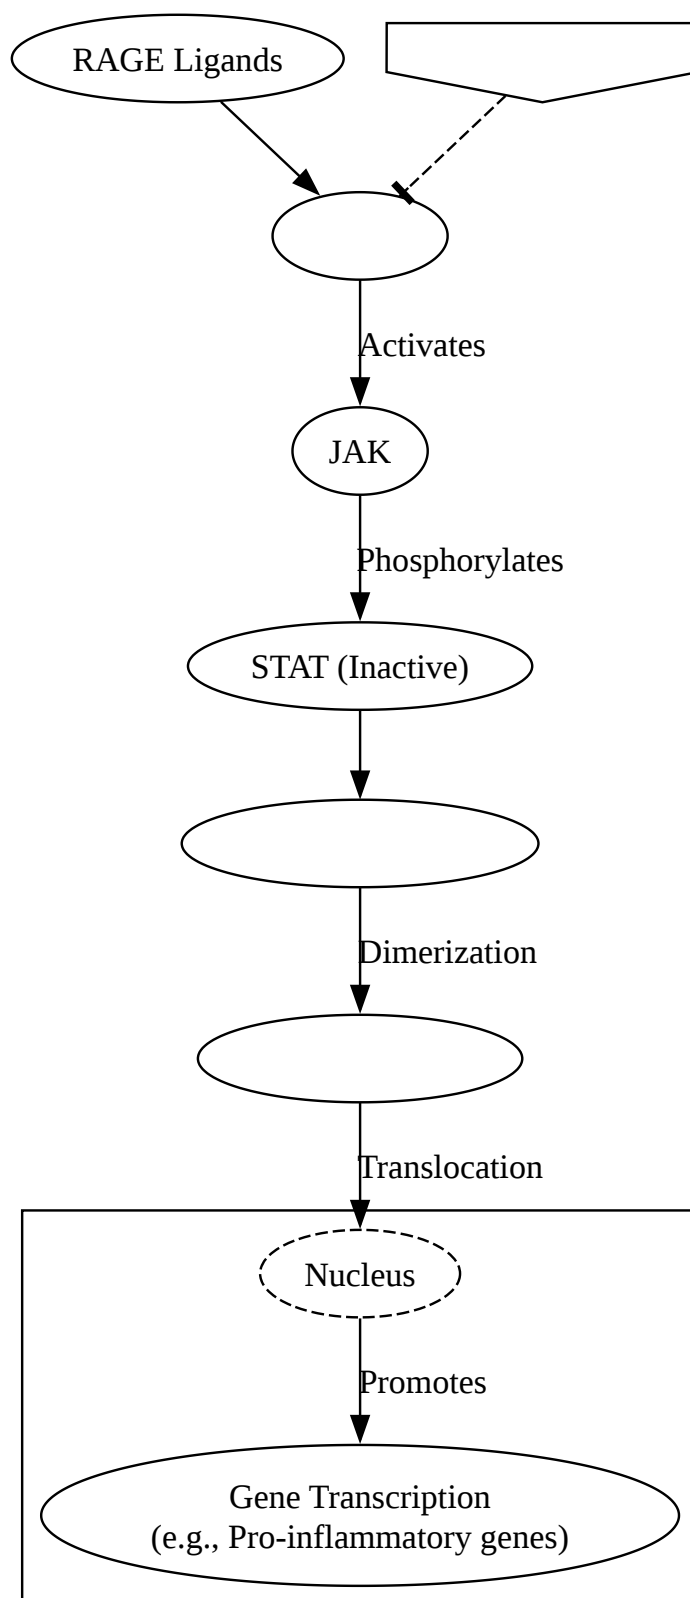 RAGE Ligands
Activates
JAK
Phosphorylates
STAT (Inactive)
Dimerization
Translocation
Nucleus
Promotes
Gene Transcription
(e.g., Pro-inflammatory genes)